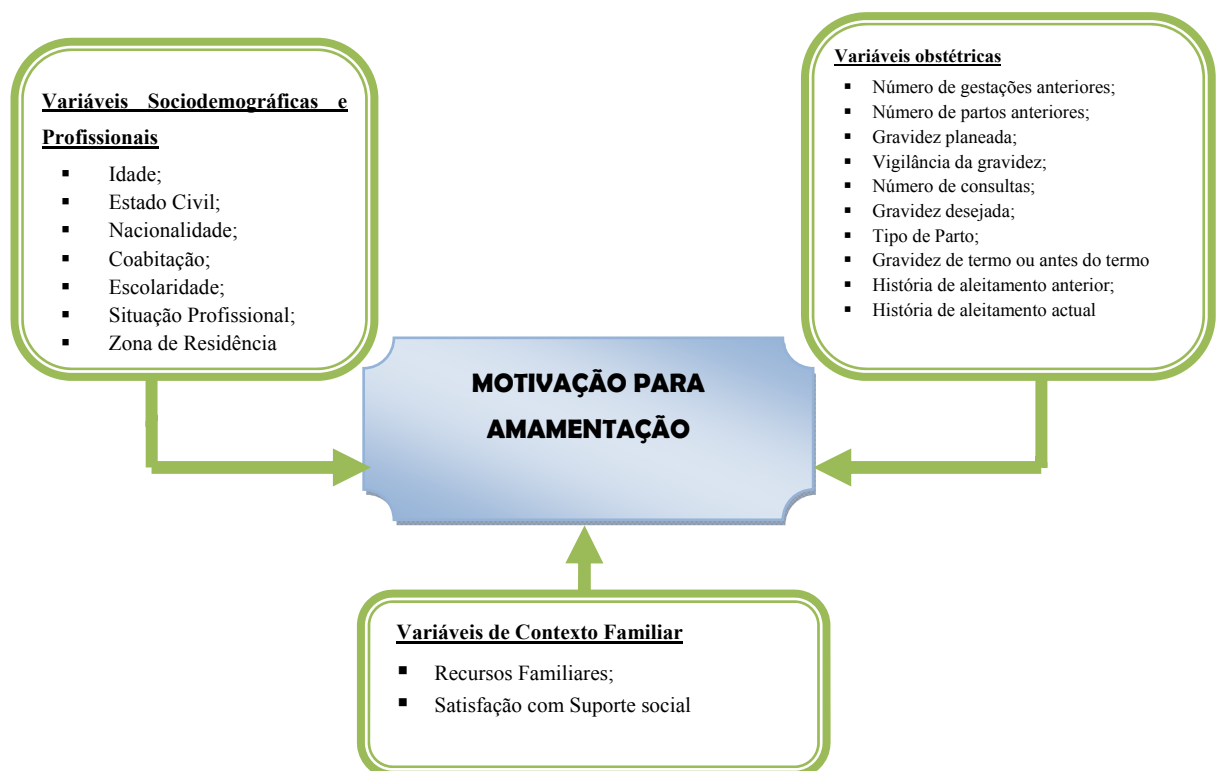 Variáveis Sociodemográficas e
Profissionais
▪ Idade;
▪ Estado Civil;
▪ Nacionalidade;
▪ Coabitação;
▪ Escolaridade;
▪ Situação Profissional;
▪ Zona de Residência
Variáveis obstétricas
▪ Número de gestações anteriores;
▪ Número de partos anteriores;
▪ Gravidez planeada;
▪ Vigilância da gravidez;
▪ Número de consultas;
▪ Gravidez desejada;
▪ Tipo de Parto;
▪ Gravidez de termo ou antes do termo
▪ História de aleitamento anterior;
▪ História de aleitamento actual
MOTIVAÇÃO PARA
AMAMENTAÇÃO
Variáveis de Contexto Familiar
▪ Recursos Familiares;
▪ Satisfação com Suporte social